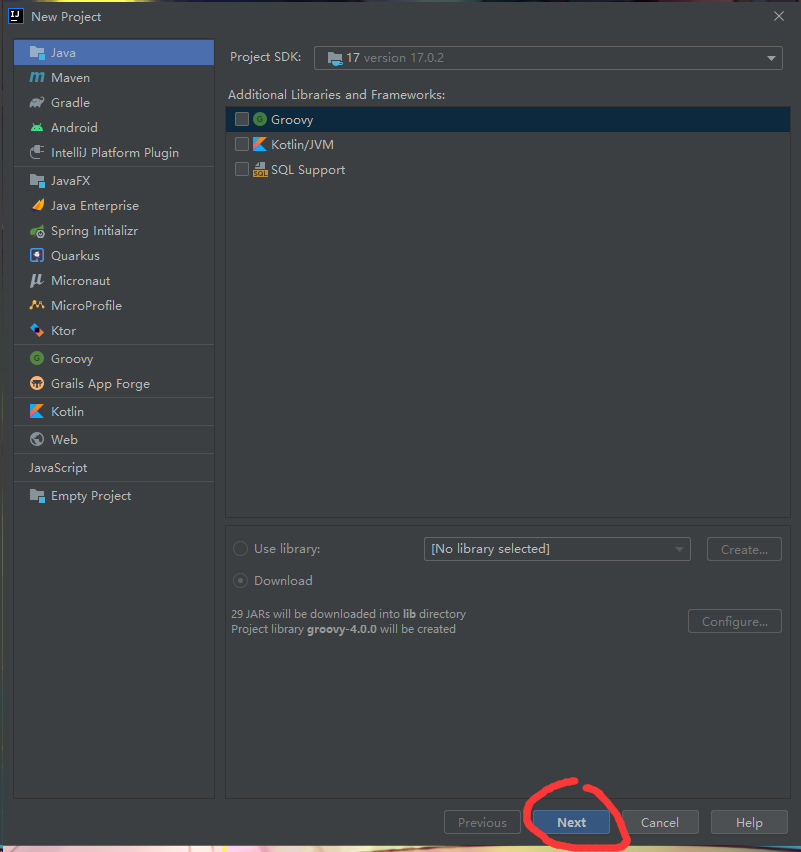 New Project
Java
Maven
Gradle
Android
IntelliJ Platform Plugin
JavaFX
Java Enterprise
Spring Initializr
Quarkus
Micronaut
MicroProfile
Ktor
Groovy
Grails App Forge
Kotlin
Web
JavaScript
Empty Project
Project SDK: 17 version 17.0.2
Additional Libraries and Frameworks:
Groovy
Kotlin/JVM
SQL Support
Use library: [No library selected] Create...
Download
29 JARs will be downloaded into lib directory
Project library groovy-4.0.0 will be created
Configure...
Previous Next Cancel Help